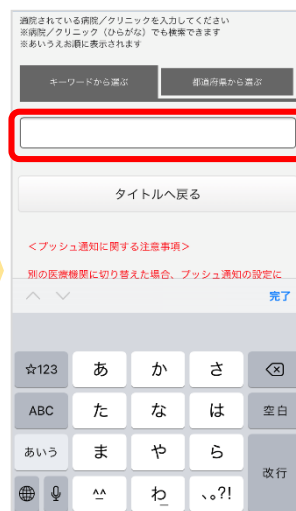 通院されている病院／クリニックを入力してください
※病院／クリニック（ひらがな）でも検索できます
※あいうえお順に表示されます
キーワードから選ぶ
都道府県から選ぶ
タイトルへ戻る
＜プッシュ通知に関する注意事項＞
別の医療機関に切り替えた場合、プッシュ通知の設定に
完了
☆123 あ か さ
ABC た な は 空白
あいう ま や ら
改行
^^ わ 、。?!